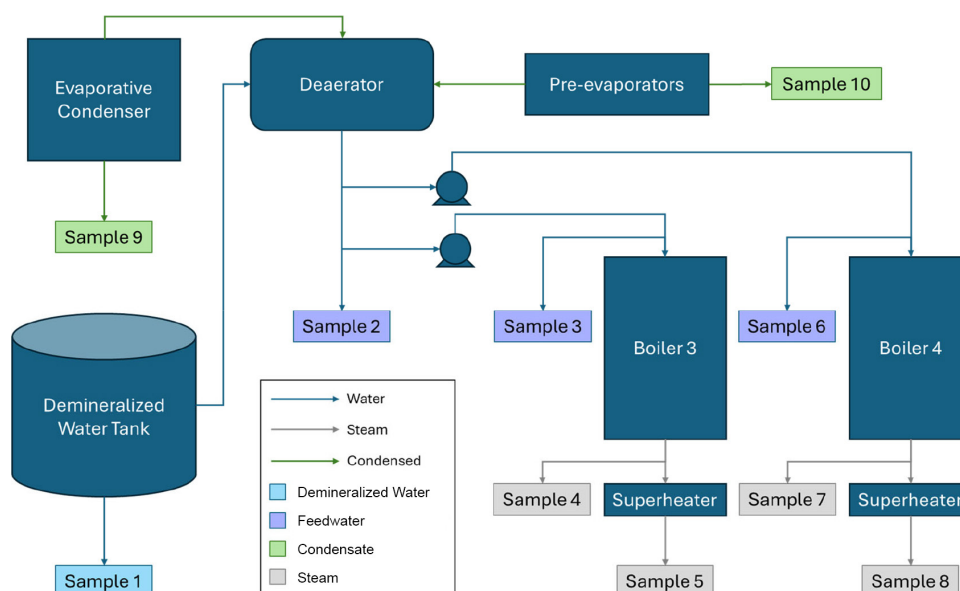 Evaporative
Condenser
Deaerator
Pre-evaporators
Sample 10
Sample 9
Sample 2
Sample 3
Sample 6
Boiler 3
Boiler 4
Demineralized
Water Tank
Water
Steam
Condensed
Demineralized Water
Feedwater
Condensate
Steam
Sample 4
Superheater
Sample 7
Superheater
Sample 1
Sample 5
Sample 8